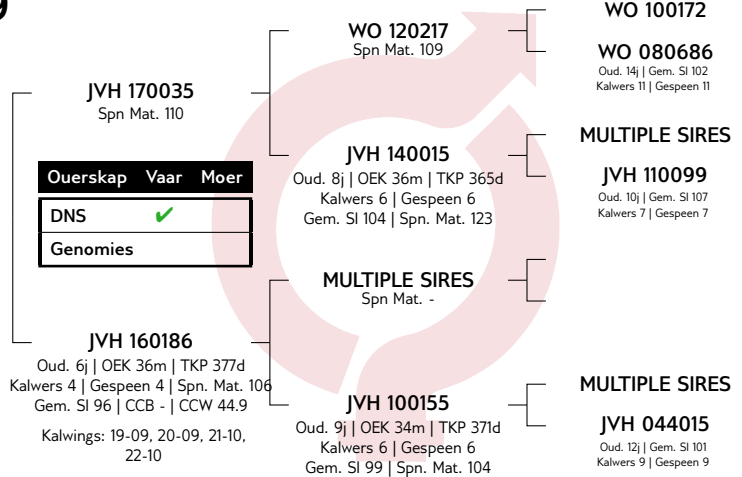 WO 100172
WO 120217
Spn Mat. 109
WO 080686
Oud. 14j | Gem. SI 102
Kalwers 11 | Gespeen 11
JVH 170035
Spn Mat. 110
MULTIPLE SIRES
JVH 140015
Oud. 8j | OEK 36m | TKP 365d
Kalwers 6 | Gespeen 6
Gem. SI 104 | Spn. Mat. 123
JVH 110099
Oud. 10j | Gem. SI 107
Kalwers 7 | Gespeen 7
Ouerskap Vaar Moer
DNS ✔
Genomies
MULTIPLE SIRES
Spn Mat. -
JVH 160186
Oud. 6j | OEK 36m | TKP 377d
Kalwers 4 | Gespeen 4 | Spn. Mat. 106
Gem. SI 96 | CCB - | CCW 44.9
Kalwings: 19-09, 20-09, 21-10,
22-10
MULTIPLE SIRES
JVH 100155
Oud. 9j | OEK 34m | TKP 371d
Kalwers 6 | Gespeen 6
Gem. SI 99 | Spn. Mat. 104
JVH 044015
Oud. 12j | Gem. SI 101
Kalwers 9 | Gespeen 9